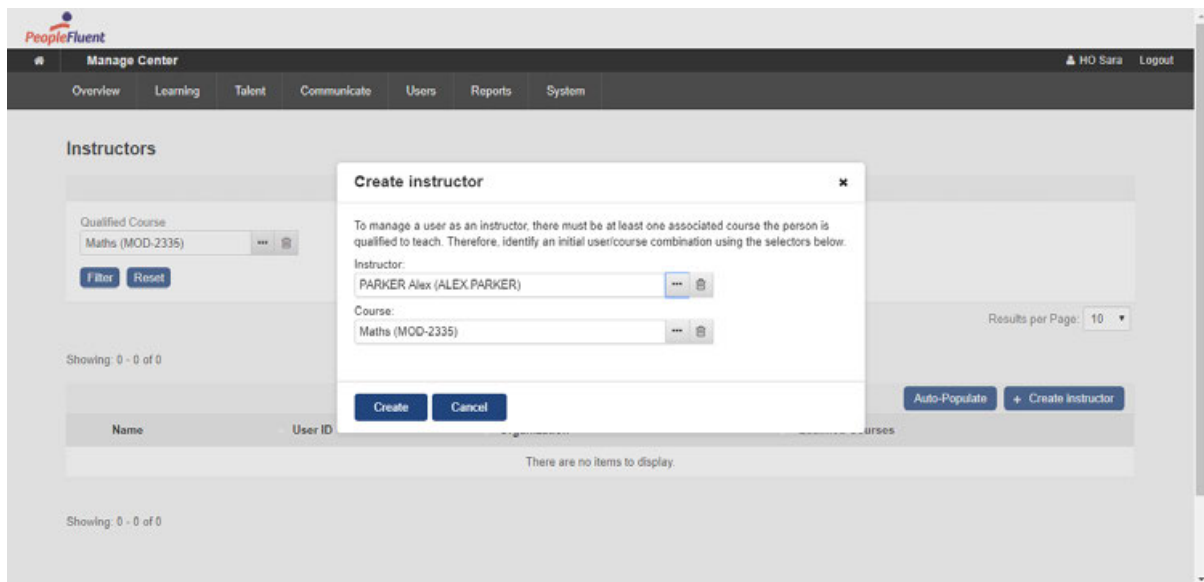 PeopleFluent
Manage Center
HO Sara Logout
Overview Learning Talent Communicate Users Reports System
Instructors
Create instructor
Qualified Course
Maths (MOD-2335)
Filter Reset
To manage a user as an instructor, there must be at least one associated course the person is
qualified to teach. Therefore, identify an initial user/course combination using the selectors below.
Instructor:
PARKER Alex (ALEX.PARKER)
Course:
Maths (MOD-2335)
Create Cancel
Results per Page: 10
Showing: 0 - 0 of 0
Auto-Populate + Create Instructor
Name User ID
There are no items to display.
Showing: 0 - 0 of 0